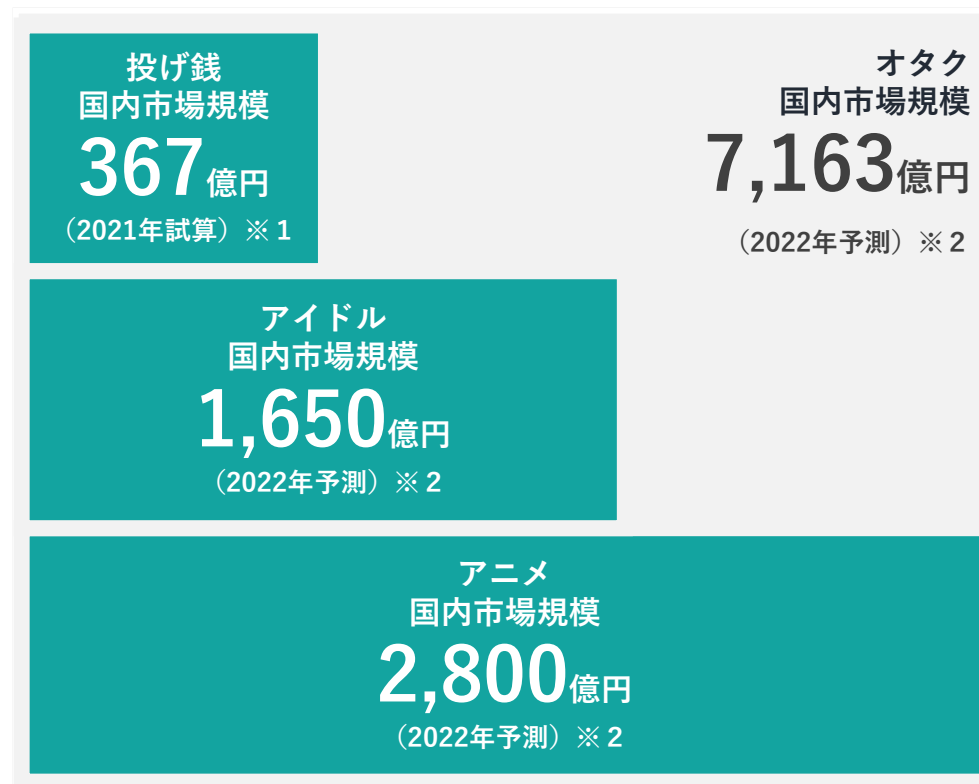 投げ銭
国内市場規模
367億円
（2021年試算）※１
オタク
国内市場規模
7,163億円
（2022年予測）※２
アイドル
国内市場規模
1,650億円
（2022年予測）※２
アニメ
国内市場規模
2,800億円
（2022年予測）※２